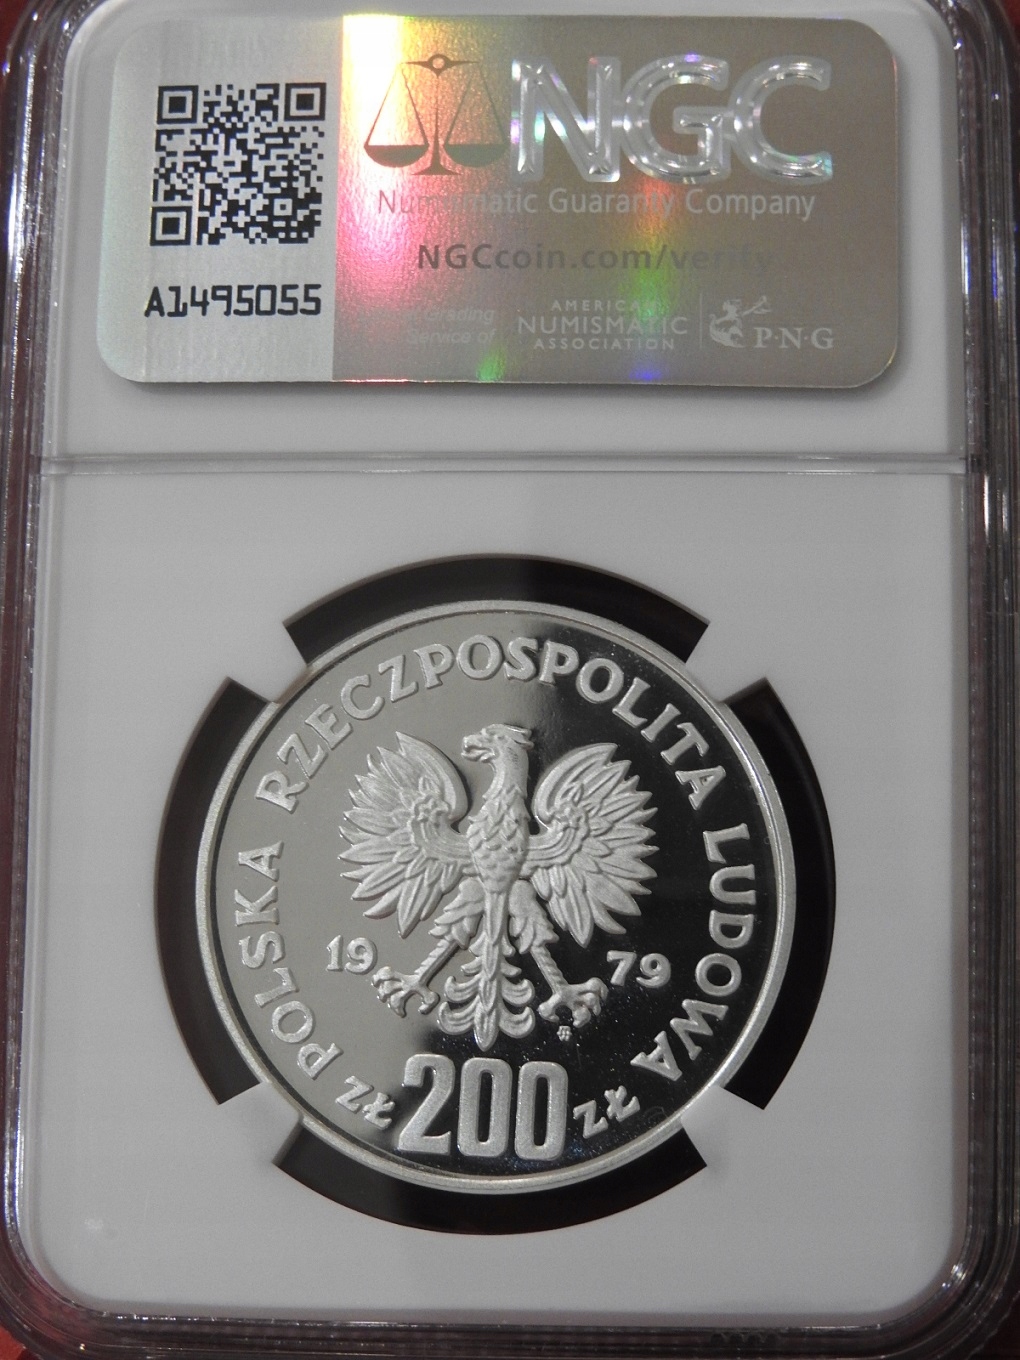 NGC
Numismatic Guaranty Company
NGCcoin.com/verify
A1495055
Grading
Service of
AMERICAN
NUMISMATIC
ASSOCIATION
P·N·G
POLSKA RZECZPOSPOLITA LUDOWA
19 79
zł 200 zł